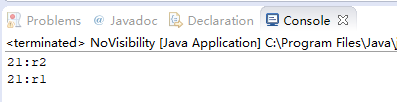 Problems @ Javadoc Declaration Console
<terminated> NoVisibility [Java Application] C:\Program Files\Java\
21:r2
21:r1